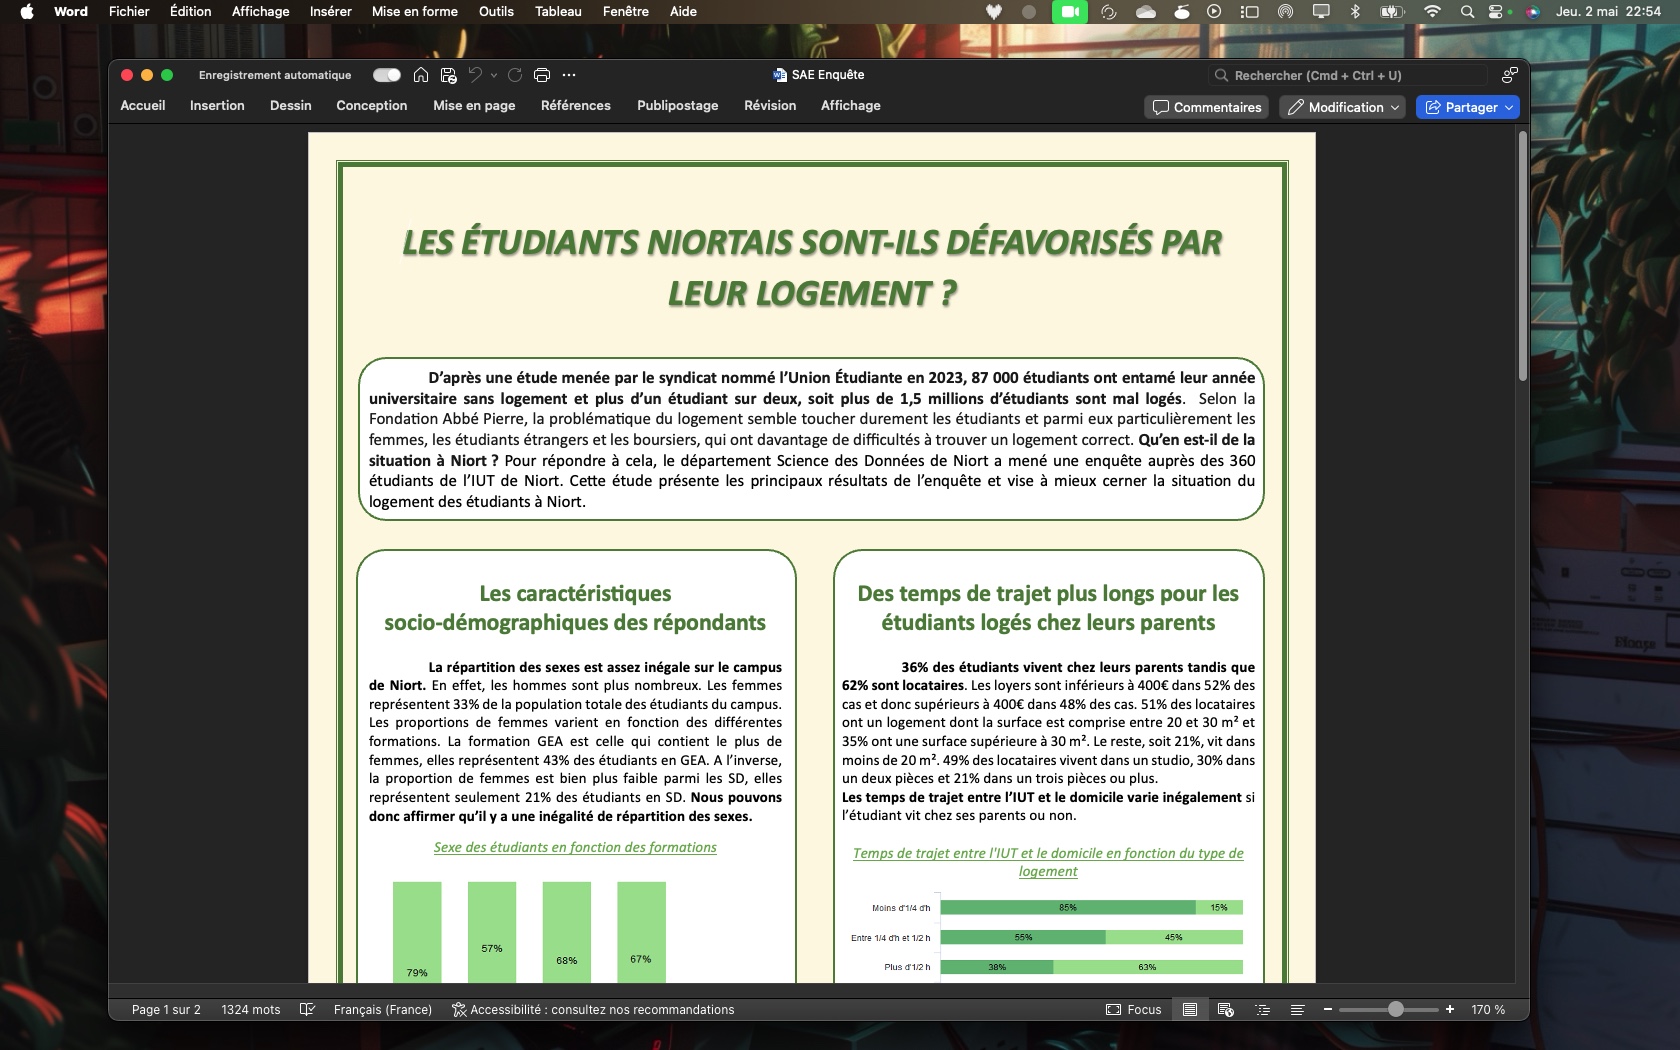 Word Fichier Édition Affichage Insérer Mise en forme Outils Tableau Fenêtre Aide Jeu. 2 mai 22:54
Enregistrement automatique SAE Enquête Rechercher (Cmd + Ctrl + U)
Accueil Insertion Dessin Conception Mise en page Références Publipostage Révision Affichage Commentaires Modification Partager
LES ÉTUDIANTS NIORTAIS SONT-ILS DÉFAVORISÉS PAR
LEUR LOGEMENT ?
D’après une étude menée par le syndicat nommé l’Union Étudiante en 2023, 87 000 étudiants ont entamé leur année
universitaire sans logement et plus d’un étudiant sur deux, soit plus de 1,5 millions d’étudiants sont mal logés. Selon la
Fondation Abbé Pierre, la problématique du logement semble toucher durement les étudiants et parmi eux particulièrement les
femmes, les étudiants étrangers et les boursiers, qui ont davantage de difficultés à trouver un logement correct. Qu’en est-il de la
situation à Niort ? Pour répondre à cela, le département Science des Données de Niort a mené une enquête auprès des 360
étudiants de l’IUT de Niort. Cette étude présente les principaux résultats de l’enquête et vise à mieux cerner la situation du
logement des étudiants à Niort.
Les caractéristiques
socio-démographiques des répondants
La répartition des sexes est assez inégale sur le campus
de Niort. En effet, les hommes sont plus nombreux. Les femmes
représentent 33% de la population totale des étudiants du campus.
Les proportions de femmes varient en fonction des différentes
formations. La formation GEA est celle qui contient le plus de
femmes, elles représentent 43% des étudiants en GEA. A l’inverse,
la proportion de femmes est bien plus faible parmi les SD, elles
représentent seulement 21% des étudiants en SD. Nous pouvons
donc affirmer qu’il y a une inégalité de répartition des sexes.
Sexe des étudiants en fonction des formations
79% 57% 68% 67%
Des temps de trajet plus longs pour les
étudiants logés chez leurs parents
36% des étudiants vivent chez leurs parents tandis que
62% sont locataires. Les loyers sont inférieurs à 400€ dans 52% des
cas et donc supérieurs à 400€ dans 48% des cas. 51% des locataires
ont un logement dont la surface est comprise entre 20 et 30 m² et
35% ont une surface supérieure à 30 m². Le reste, soit 21%, vit dans
moins de 20 m². 49% des locataires vivent dans un studio, 30% dans
un deux pièces et 21% dans un trois pièces ou plus.
Les temps de trajet entre l’IUT et le domicile varie inégalement si
l’étudiant vit chez ses parents ou non.
Temps de trajet entre l'IUT et le domicile en fonction du type de
logement
Moins d'1/4 d'h 85% 15%
Entre 1/4 d'h et 1/2 h 55% 45%
Plus d'1/2 h 38% 63%
Page 1 sur 2 1324 mots Français (France) Accessibilité : consultez nos recommandations Focus 170 %